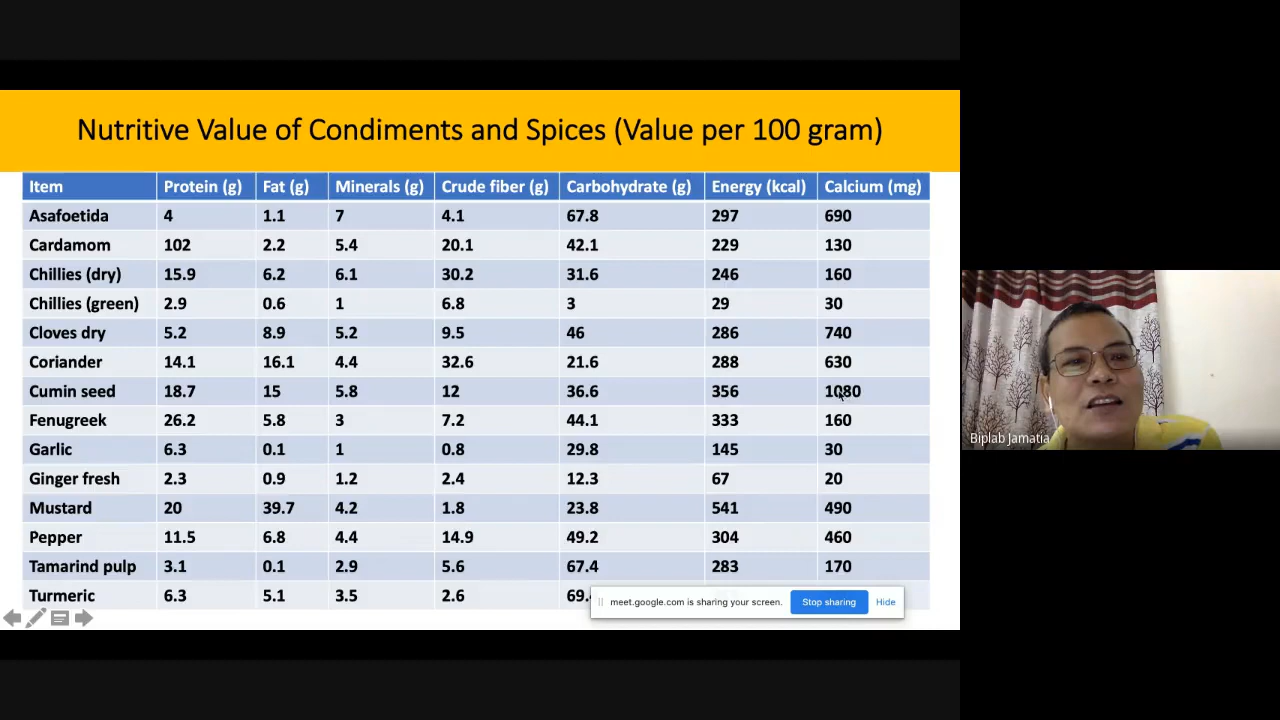 Nutritive Value of Condiments and Spices (Value per 100 gram)
Item Protein (g) Fat (g) Minerals (g) Crude fiber (g) Carbohydrate (g) Energy (kcal) Calcium (mg)
Asafoetida 4 1.1 7 4.1 67.8 297 690
Cardamom 102 2.2 5.4 20.1 42.1 229 130
Chillies (dry) 15.9 6.2 6.1 30.2 31.6 246 160
Chillies (green) 2.9 0.6 1 6.8 3 29 30
Cloves dry 5.2 8.9 5.2 9.5 46 286 740
Coriander 14.1 16.1 4.4 32.6 21.6 288 630
Cumin seed 18.7 15 5.8 12 36.6 356 1080
Fenugreek 26.2 5.8 3 7.2 44.1 333 160
Garlic 6.3 0.1 1 0.8 29.8 145 30
Ginger fresh 2.3 0.9 1.2 2.4 12.3 67 20
Mustard 20 39.7 4.2 1.8 23.8 541 490
Pepper 11.5 6.8 4.4 14.9 49.2 304 460
Tamarind pulp 3.1 0.1 2.9 5.6 67.4 283 170
Turmeric 6.3 5.1 3.5 2.6
meet.google.com is sharing your screen. Stop sharing Hide
Biplab Jamatia